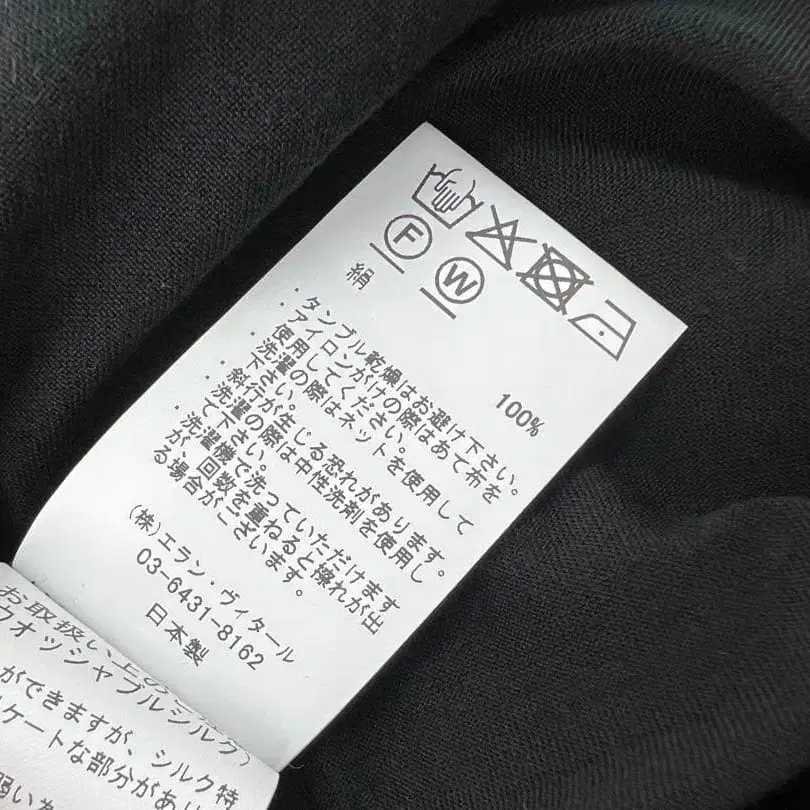 F W
絹 100%
・タンブル乾燥はお避け下さい。
・アイロンがけの際はあて布を
使用してください。
・洗濯の際はネットを使用して
下さい。
・斜行が生じる恐れがあります。
・洗濯の際は中性洗剤を使用し
て下さい。
・洗濯機で洗っていただけます
が、回数を重ねると擦れが出
る場合がございます。
(株)エラン・ヴィタール
03-6431-8162
日本製
お取扱い上の
ウオッシャブルシルク)
ができますが、シルク特
ケートな部分があり